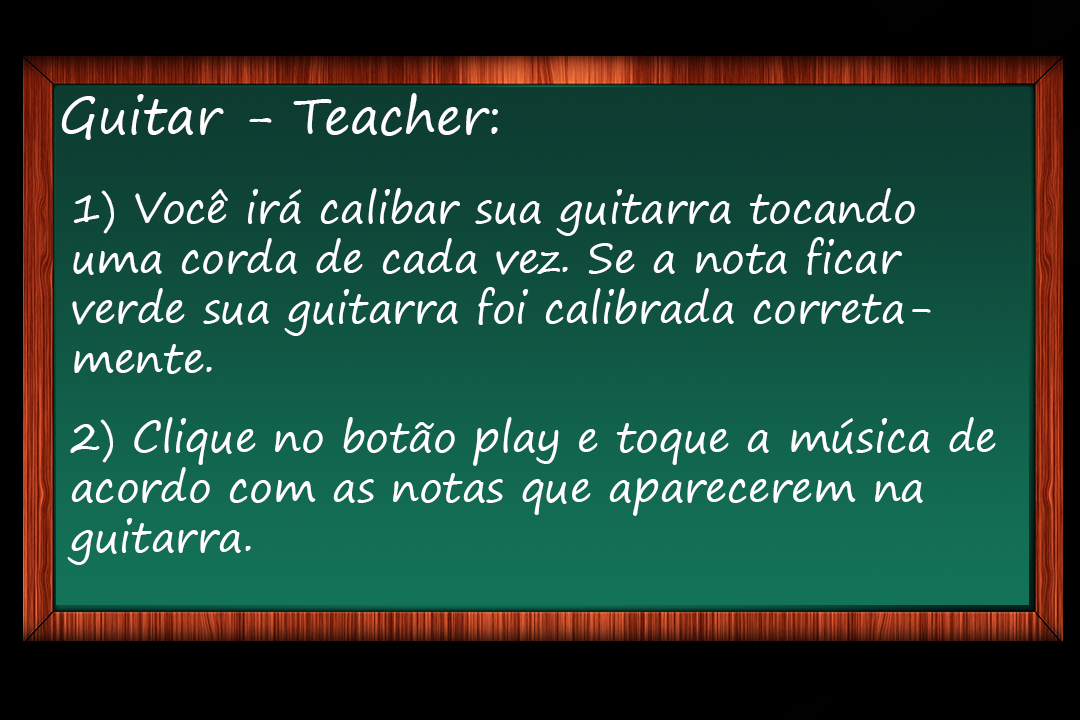 Guitar - Teacher:
1) Você irá calibar sua guitarra tocando
uma corda de cada vez. Se a nota ficar
verde sua guitarra foi calibrada correta-
mente.
2) Clique no botão play e toque a música de
acordo com as notas que aparecerem na
guitarra.